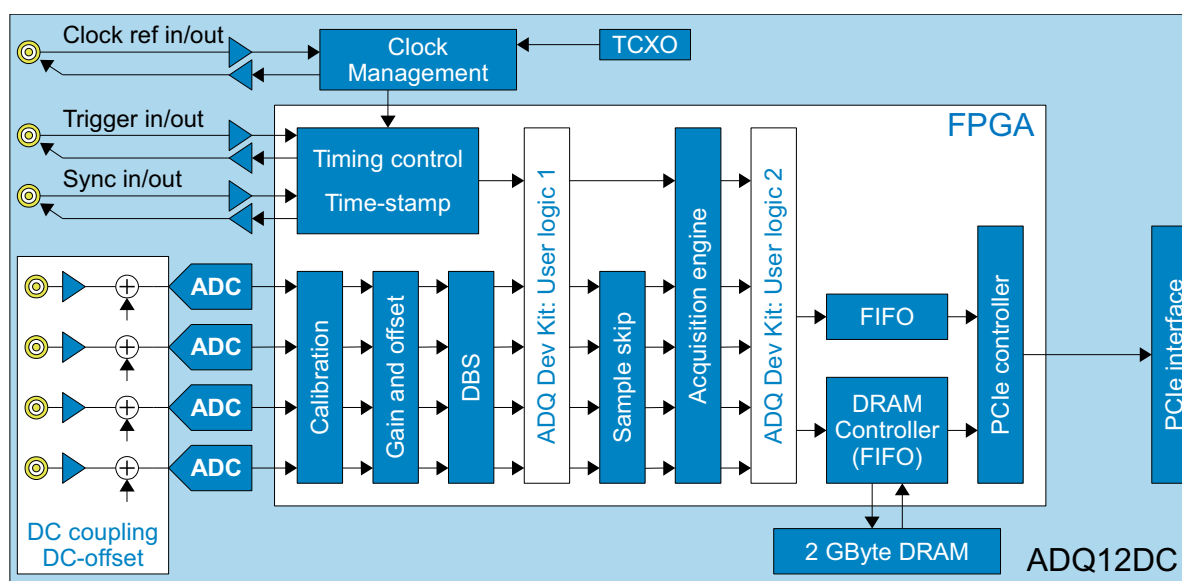 Clock ref in/out
Clock
Management
TCXO
Trigger in/out
FPGA
Timing control
Time-stamp
Sync in/out
ADC
ADC
ADC
ADC
Calibration
Gain and offset
DBS
ADQ Dev Kit: User logic 1
Sample skip
Acquisition engine
ADQ Dev Kit: User logic 2
FIFO
DRAM
Controller
(FIFO)
PCIe controller
PCIe interface
DC coupling
DC-offset
2 GByte DRAM
ADQ12DC